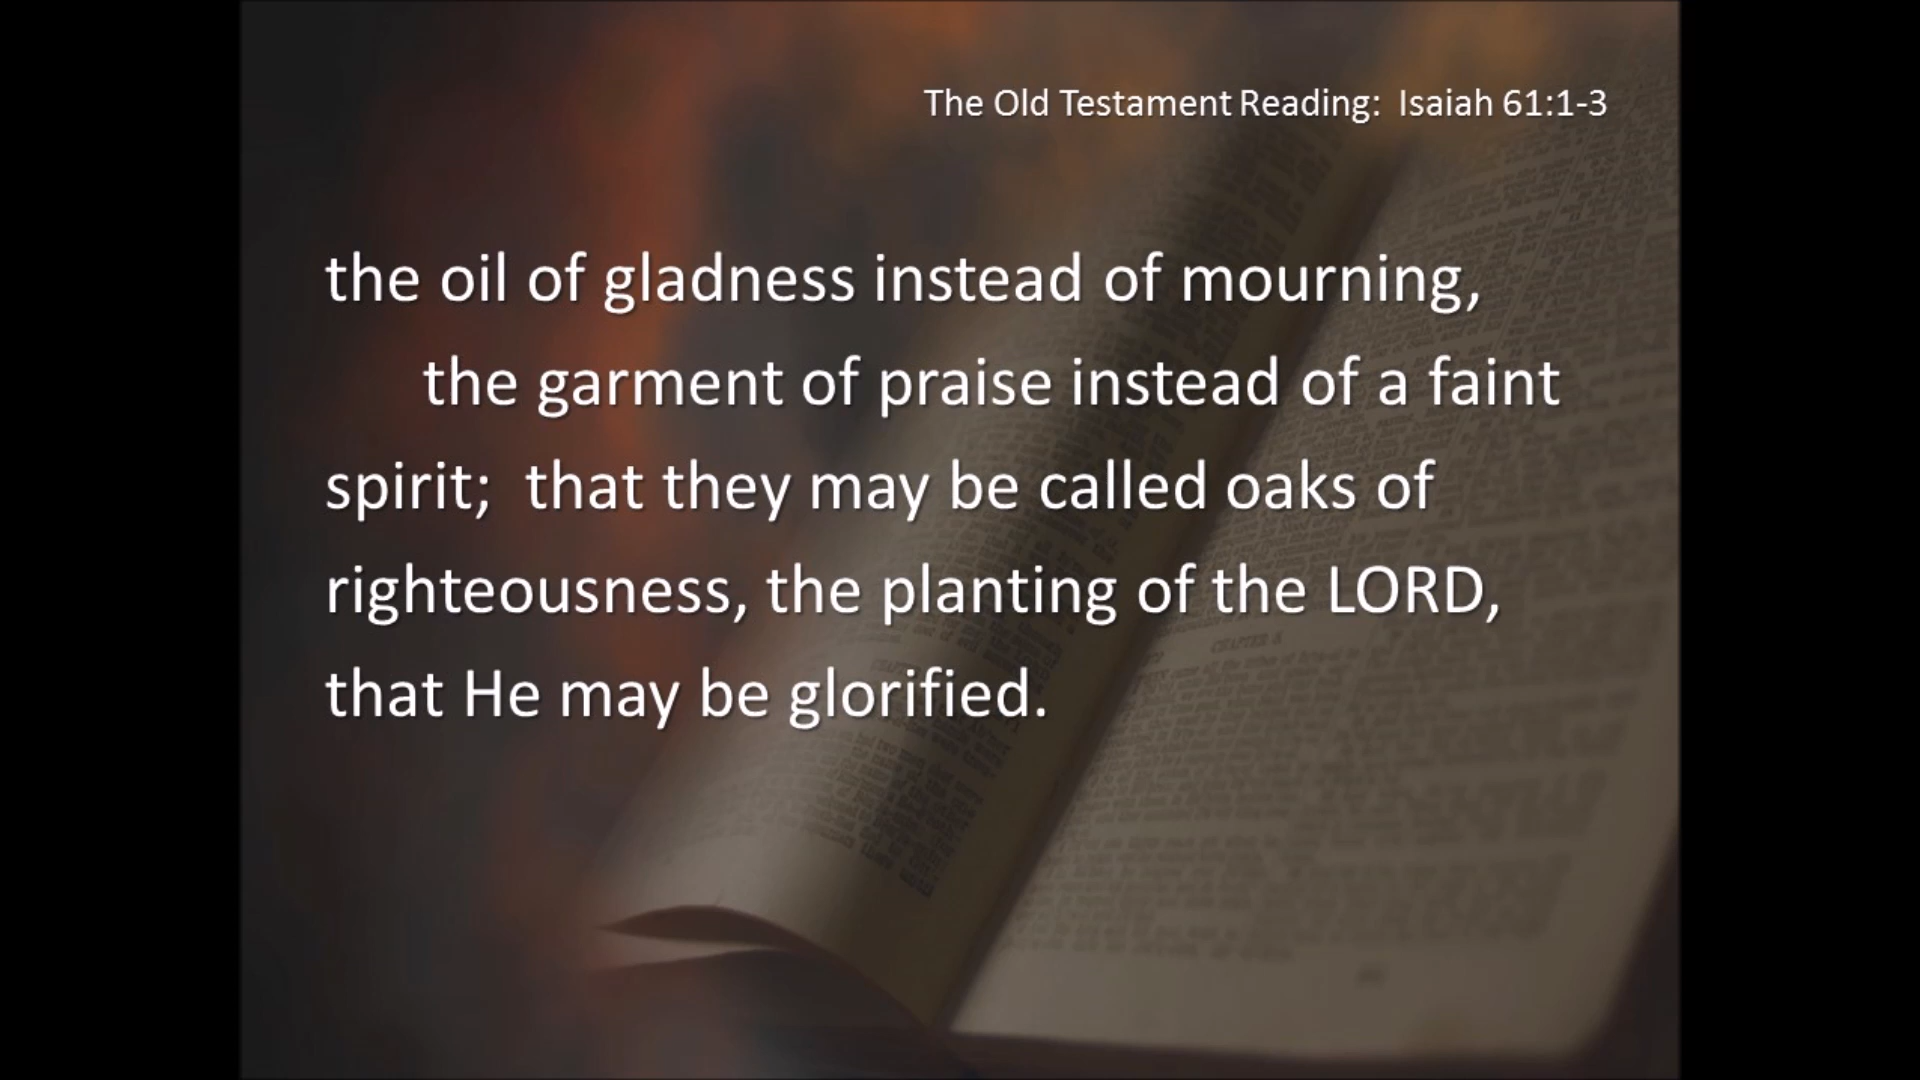 The Old Testament Reading: Isaiah 61:1-3
the oil of gladness instead of mourning,
the garment of praise instead of a faint
spirit; that they may be called oaks of
righteousness, the planting of the LORD,
that He may be glorified.